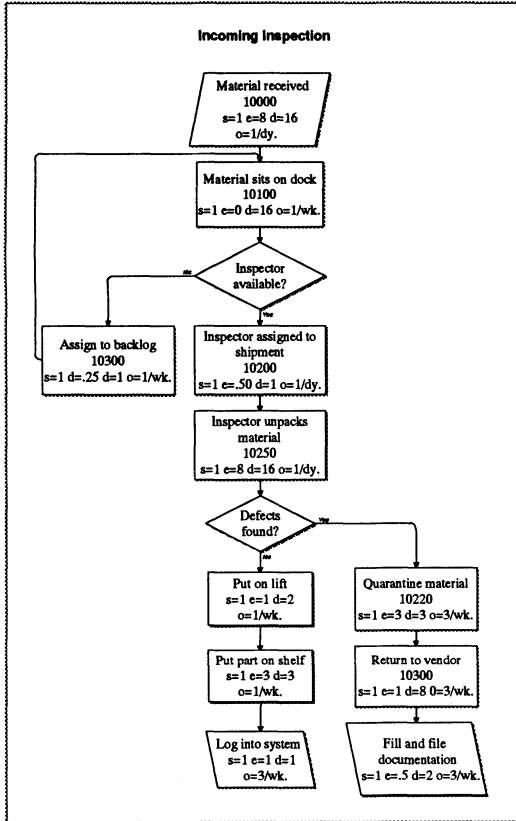 Incoming Inspection
Material received
10000
s=1 e=8 d=16
o=1/dy.
Material sits on dock
10100
s=1 e=0 d=16 o=1/wk.
Inspector
available?
No
Yes
Assign to backlog
10300
s=1 d=.25 d=1 o=1/wk.
Inspector assigned to
shipment
10200
s=1 e=.50 d=1 o=1/dy.
Inspector unpacks
material
10250
s=1 e=8 d=16 o=1/dy.
Defects
found?
Yes
No
Put on lift
s=1 e=1 d=2
o=1/wk.
Quarantine material
10220
s=1 e=3 d=3 o=3/wk.
Put part on shelf
s=1 e=3 d=3
o=1/wk.
Return to vendor
10300
s=1 e=1 d=8 0=3/wk.
Log into system
s=1 e=1 d=1
o=3/wk.
Fill and file
documentation
s=1 e=.5 d=2 o=3/wk.